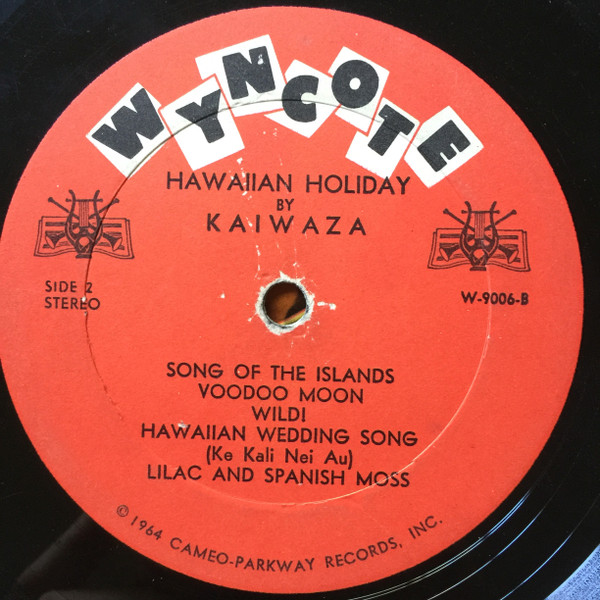 WYNCOTE
HAWAIIAN HOLIDAY
BY
KAIWAZA
SIDE 2
STEREO
W-9006-B
SONG OF THE ISLANDS
VOODOO MOON
WILD!
HAWAIIAN WEDDING SONG
(Ke Kali Nei Au)
LILAC AND SPANISH MOSS
© 1964 CAMEO-PARKWAY RECORDS, INC.